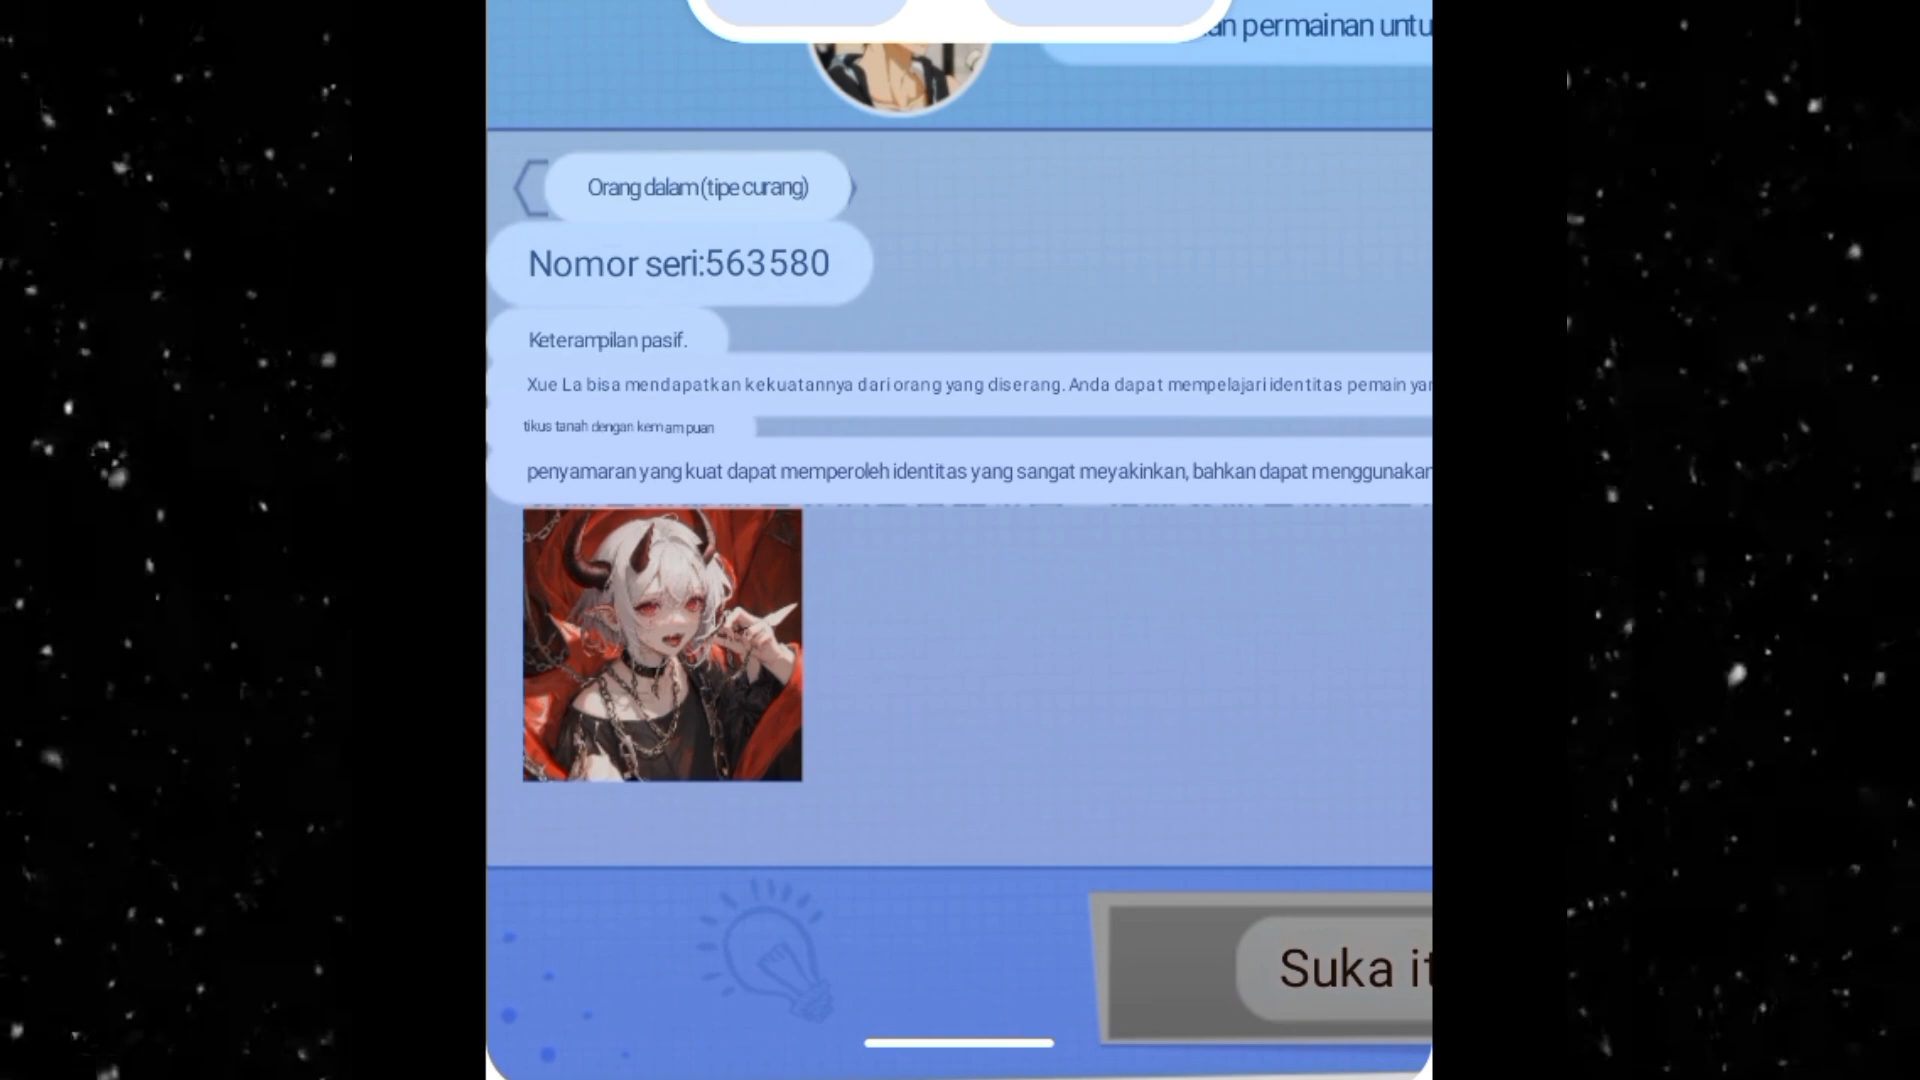 permainan untu
Orang dalam (tipe curang)
Nomor seri:563580
Keterampilan pasif.
Xue La bisa mendapatkan kekuatannya dari orang yang diserang. Anda dapat mempelajari identitas pemain
tikus tanah dengan kemampuan
penyamaran yang kuat dapat memperoleh identitas yang sangat meyakinkan, bahkan dapat menggunakan
Suka it